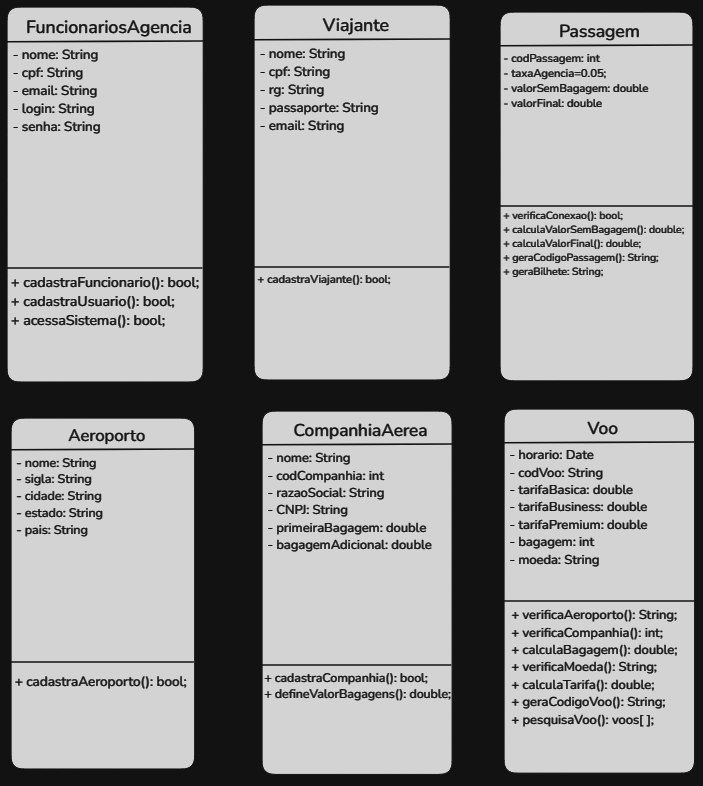 FuncionariosAgencia
- nome: String
- cpf: String
- email: String
- login: String
- senha: String
+ cadastraFuncionario(): bool;
+ cadastraUsuario(): bool;
+ acessaSistema(): bool;
Viajante
- nome: String
- cpf: String
- rg: String
- passaporte: String
- email: String
+ cadastraViajante(): bool;
Passagem
- codPassagem: int
- taxaAgencia=0.05;
- valorSemBagagem: double
- valorFinal: double
+ verificaConexao(): bool;
+ calculaValorSemBagagem(): double;
+ calculaValorFinal(): double;
+ geraCodigoPassagem(): String;
+ geraBilhete: String;
Aeroporto
- nome: String
- sigla: String
- cidade: String
- estado: String
- pais: String
+ cadastraAeroporto(): bool;
CompanhiaAerea
- nome: String
- codCompanhia: int
- razaoSocial: String
- CNPJ: String
- primeiraBagagem: double
- bagagemAdicional: double
+ cadastraCompanhia(): bool;
+ defineValorBagagens(): double;
Voo
- horario: Date
- codVoo: String
- tarifaBasica: double
- tarifaBusiness: double
- tarifaPremium: double
- bagagem: int
- moeda: String
+ verificaAeroporto(): String;
+ verificaCompanhia(): int;
+ calculaBagagem(): double;
+ verificaMoeda(): String;
+ calculaTarifa(): double;
+ geraCodigoVoo(): String;
+ pesquisaVoo(): voos[ ];